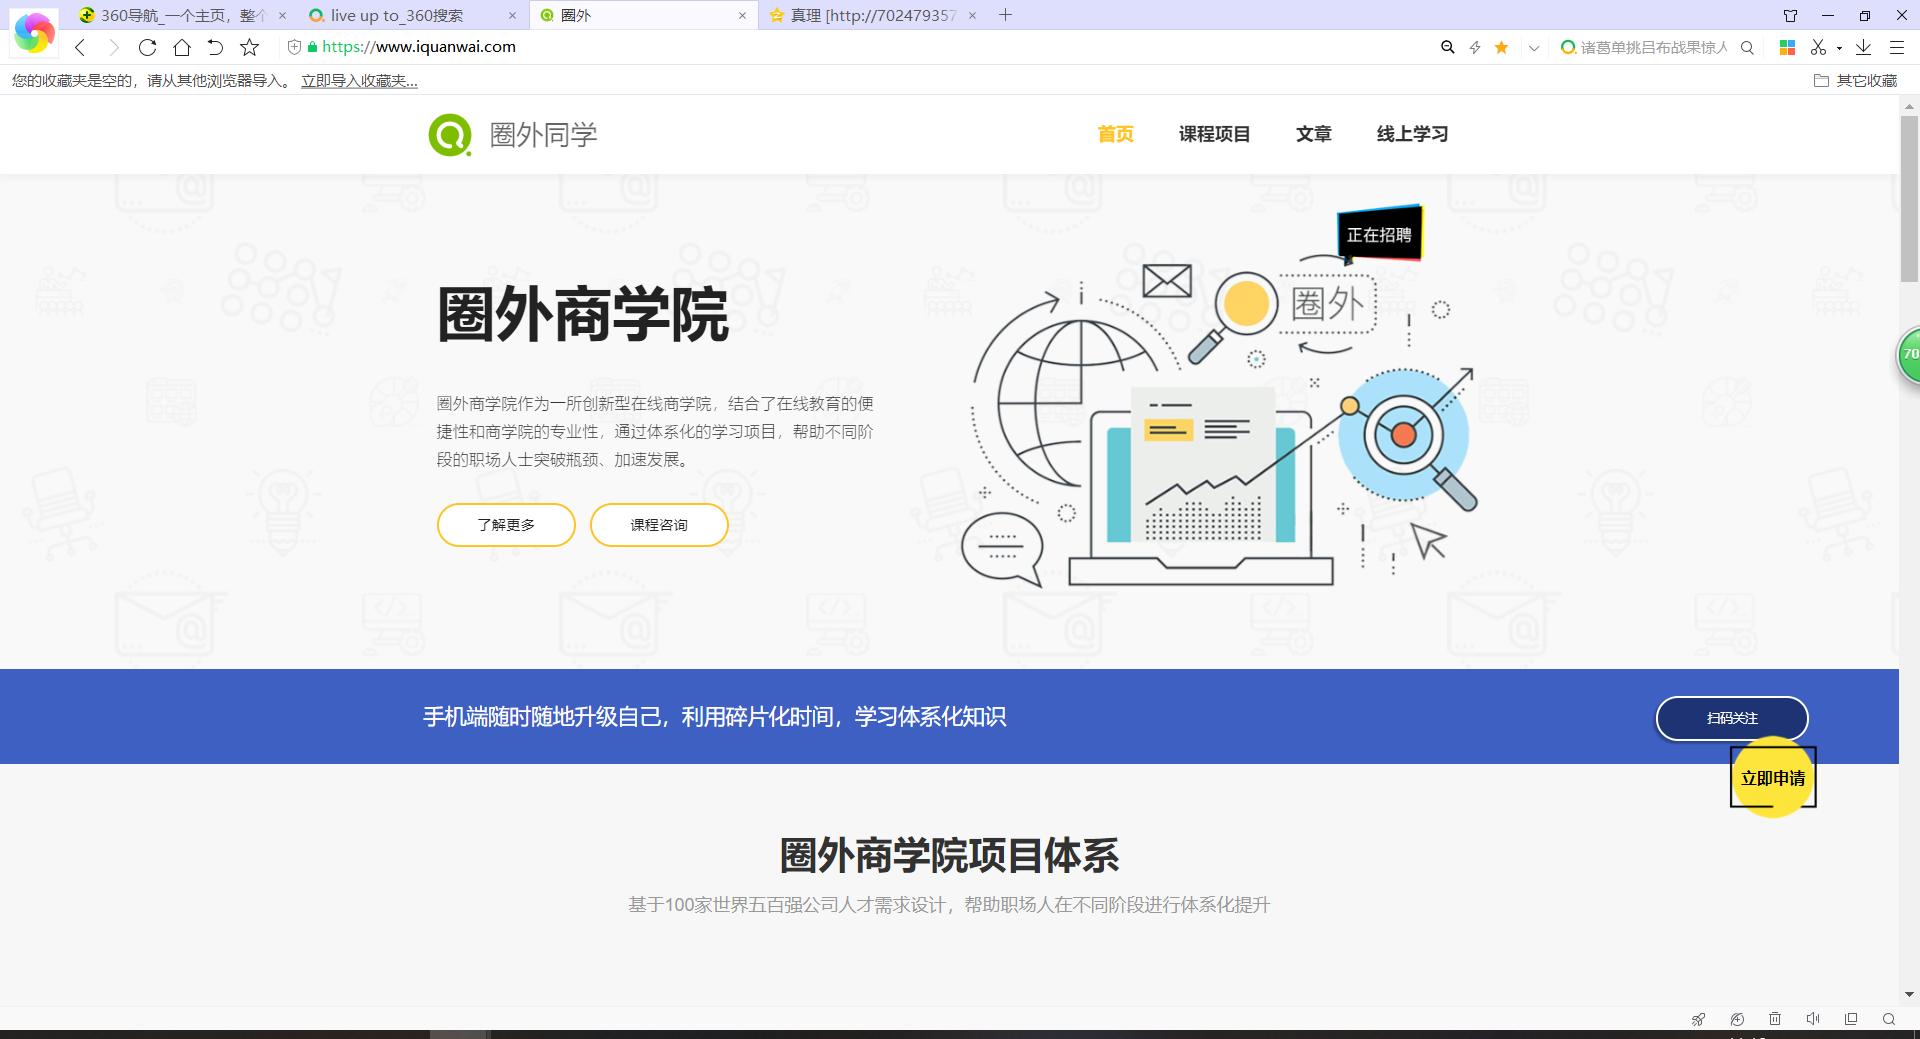 360导航_一个主页，整个
live up to_360搜索
圈外
真理 [http://702479357
https://www.iquanwai.com
诸葛单挑吕布战果惊人
您的收藏夹是空的，请从其他浏览器导入。 立即导入收藏夹...
其它收藏
圈外同学
首页 课程项目 文章 线上学习
正在招聘
圈外
圈外商学院
圈外商学院作为一所创新型在线商学院，结合了在线教育的便
捷性和商学院的专业性，通过体系化的学习项目，帮助不同阶
段的职场人士突破瓶颈、加速发展。
了解更多 课程咨询
70
手机端随时随地升级自己，利用碎片化时间，学习体系化知识
扫码关注
立即申请
圈外商学院项目体系
基于100家世界五百强公司人才需求设计，帮助职场人在不同阶段进行体系化提升